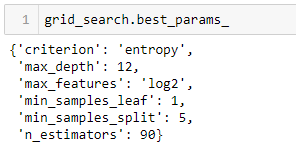 1 grid_search.best_params_
{'criterion': 'entropy',
'max_depth': 12,
'max_features': 'log2',
'min_samples_leaf': 1,
'min_samples_split': 5,
'n_estimators': 90}